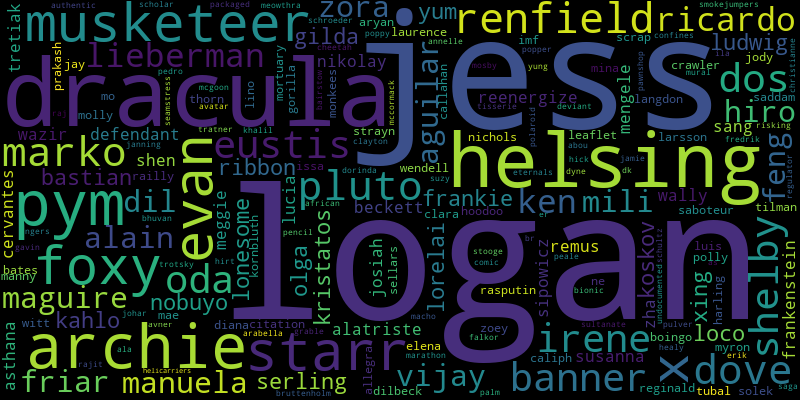 authentic scholar packaged meowthra
tretiak musketeer zora yum renfield ricardo smokejumpers
schroeder aryan poppy laurence annelle imf popper scrap confines ludwig
prakash jay lieberman gilda nikolay
mortuary gorilla monkees cheetah
dracula jess
pedro mcgoon seamstress avatar thorn lino
mo molly wazir defendant eustis strayn clayton
aguilar callahan reenergize mina mengele crawler langdon jody saddam dos hiro christianne
tisserie yung mosby polaroid deviant mural
marko shen janning khalil tratner mccormack
helsing nichols leaflet larsson sang risking fredrik
bastian railly ribbon issa wendell dorinda suzy eternals hick abou dyne jamie dk feng regulator
cervantes pym dil evan meggie lucia african pluto
frankie ken mili wally saboteur tilman
bhuvan alain lonesome kornbluth olga beckett clara hoodoo
logan
foxy oda josiah sellars kristatos lorelai stooge comic br remus peale
sipowicz zhakoskov luis polly xing shelby frankenstein
gavin bates manny trotsky hirt pencil rasputin bionic ne undocumented schultz harling
maguire nobuyo macho sultanate pulver
kahlo witt johar mae diana citation grable alatriste zoey falkor
asthana archie avner arabella starr elena marathon irene loco boingo myron healy erik
ala rajis helicarriers allegra caliph susanna
friar manuela serling dilbeck vijay palm banner x dove
bruttenholm reginald tubal solek saga